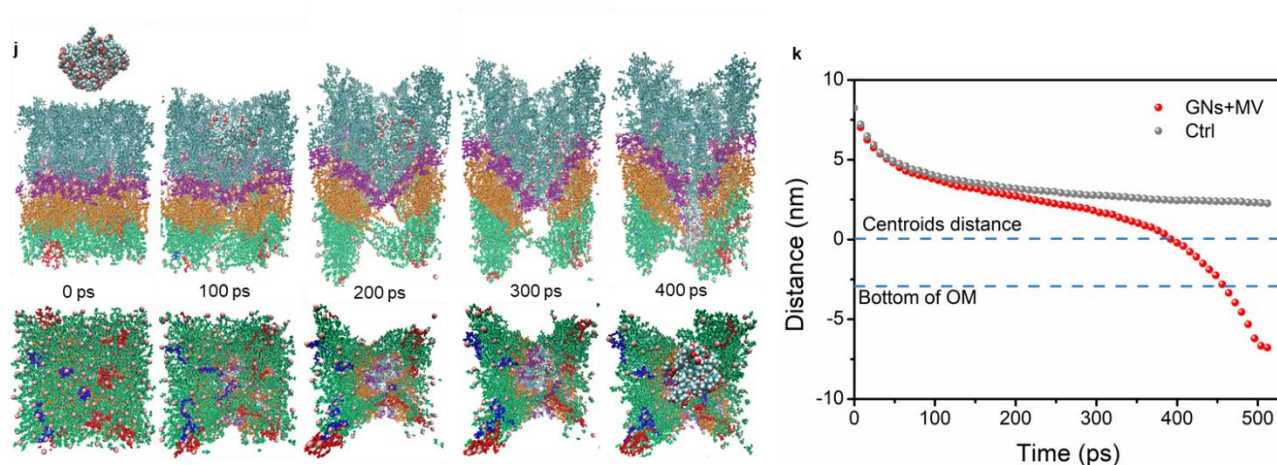 j
0 ps
100 ps
200 ps
300 ps
400 ps
k
10
5
0
-5
-10
Distance (nm)
GNs+MV
Ctrl
Centroids distance
Bottom of OM
0
100
200
300
400
500
Time (ps)